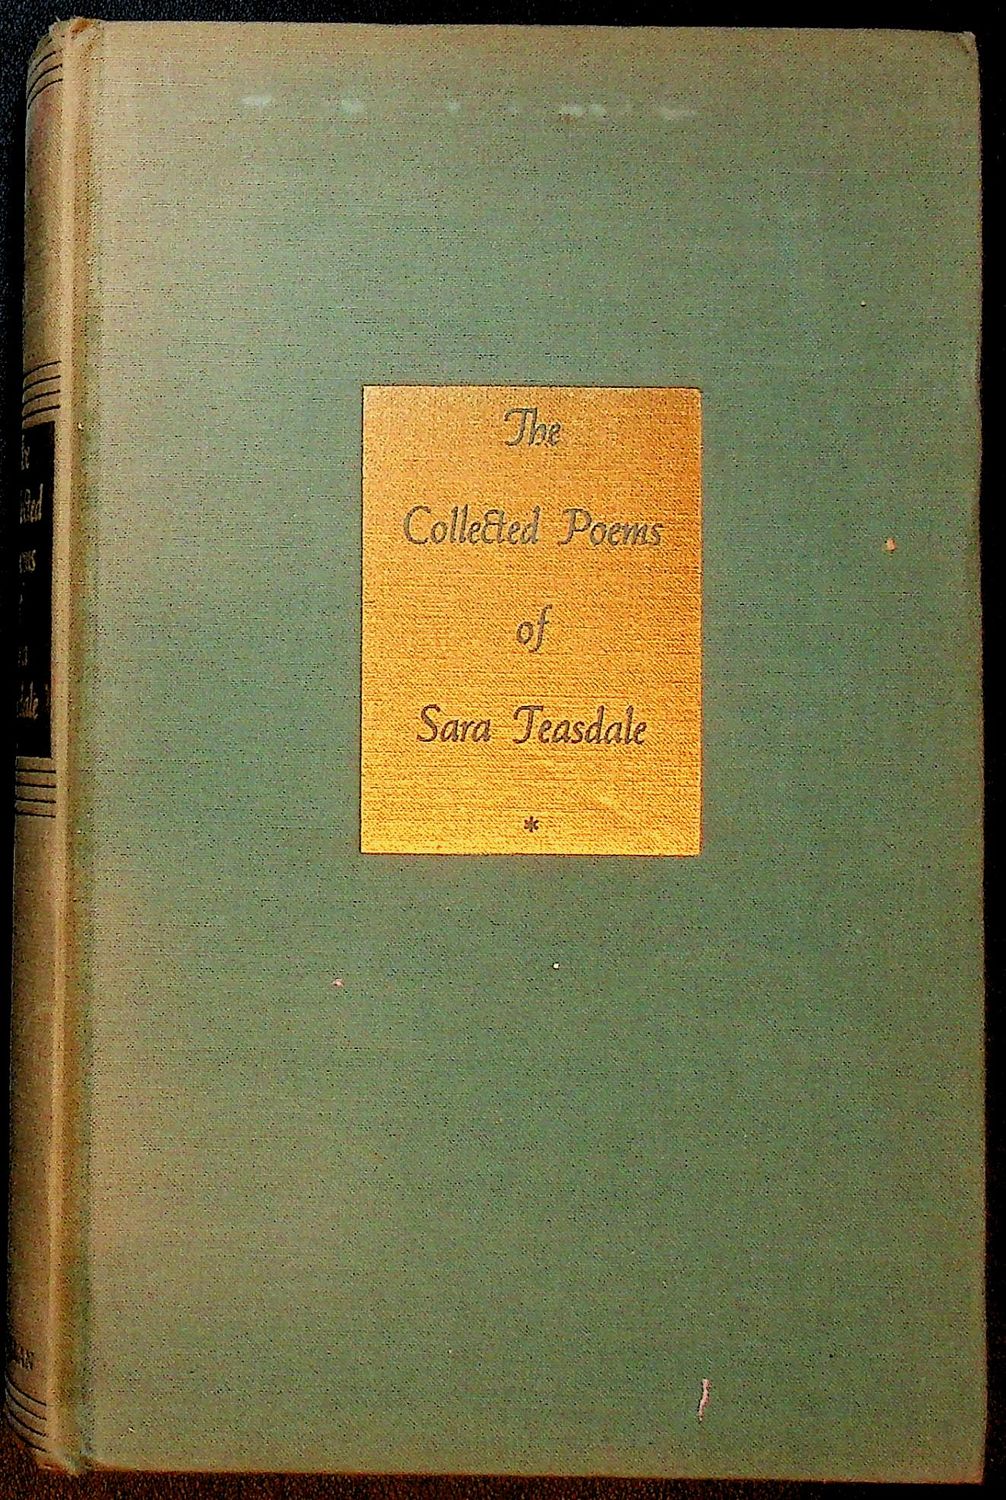 The
Collected Poems
of
Sara Teasdale
*